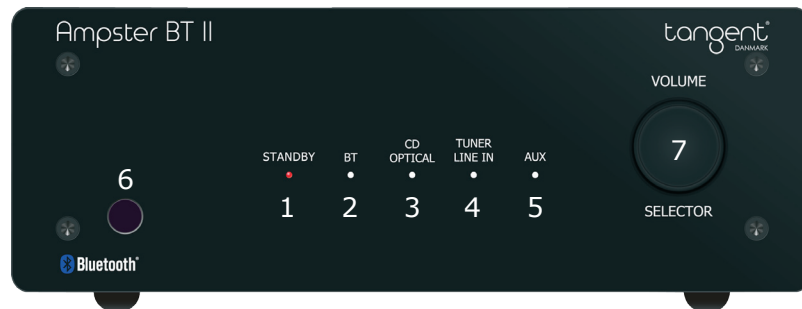 Ampster BT II
tangent®
DANMARK
VOLUME
7
SELECTOR
STANDBY
BT
CD
OPTICAL
TUNER
LINE IN
AUX
6
1
2
3
4
5
Bluetooth®